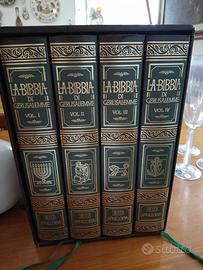 LA BIBBIA
DI
GERUSALEMME
VOL. I
LA BIBBIA
DI
GERUSALEMME
VOL. II
LA BIBBIA
DI
GERUSALEMME
VOL. III
LA BIBBIA
DI
GERUSALEMME
VOL. IV
Subito